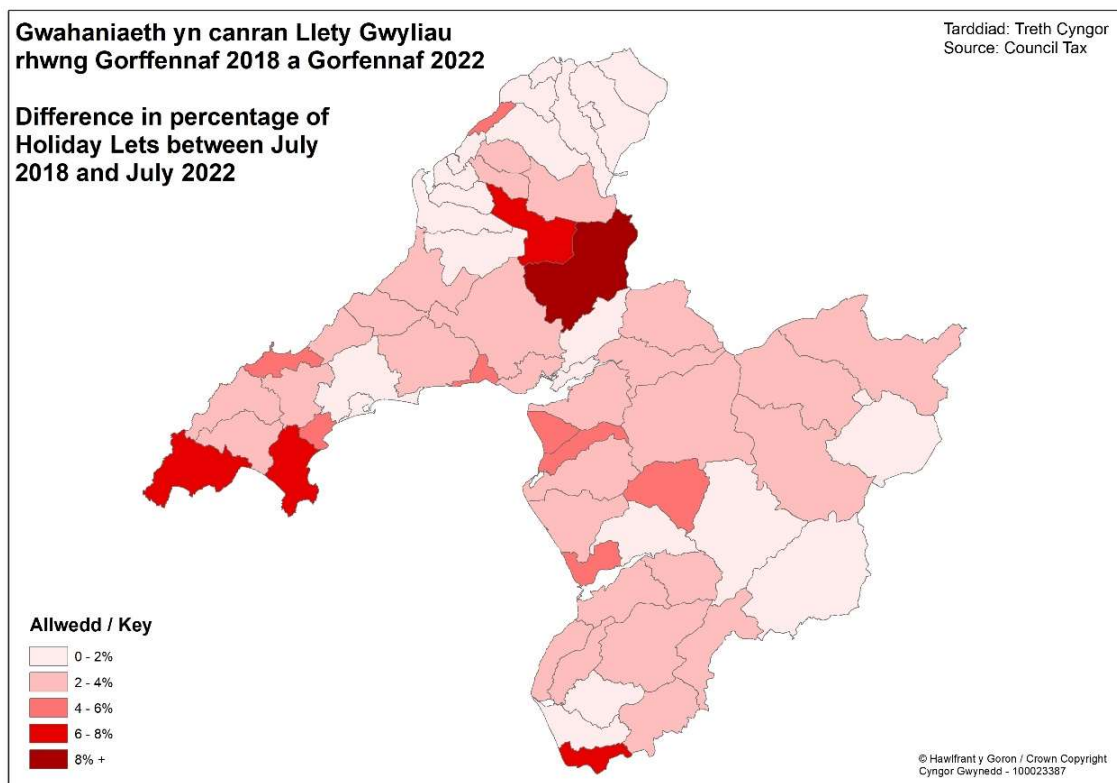 Gwahaniaeth yn canran Llety Gwyliau
rhwng Gorffennaf 2018 a Gorfennaf 2022
Difference in percentage of
Holiday Lets between July
2018 and July 2022
Tarddiad: Treth Cyngor
Source: Council Tax
Allwedd / Key
0 - 2%
2 - 4%
4 - 6%
6 - 8%
8% +
© Hawlfrant y Goron / Crown Copyright
Cyngor Gwynedd - 100023387